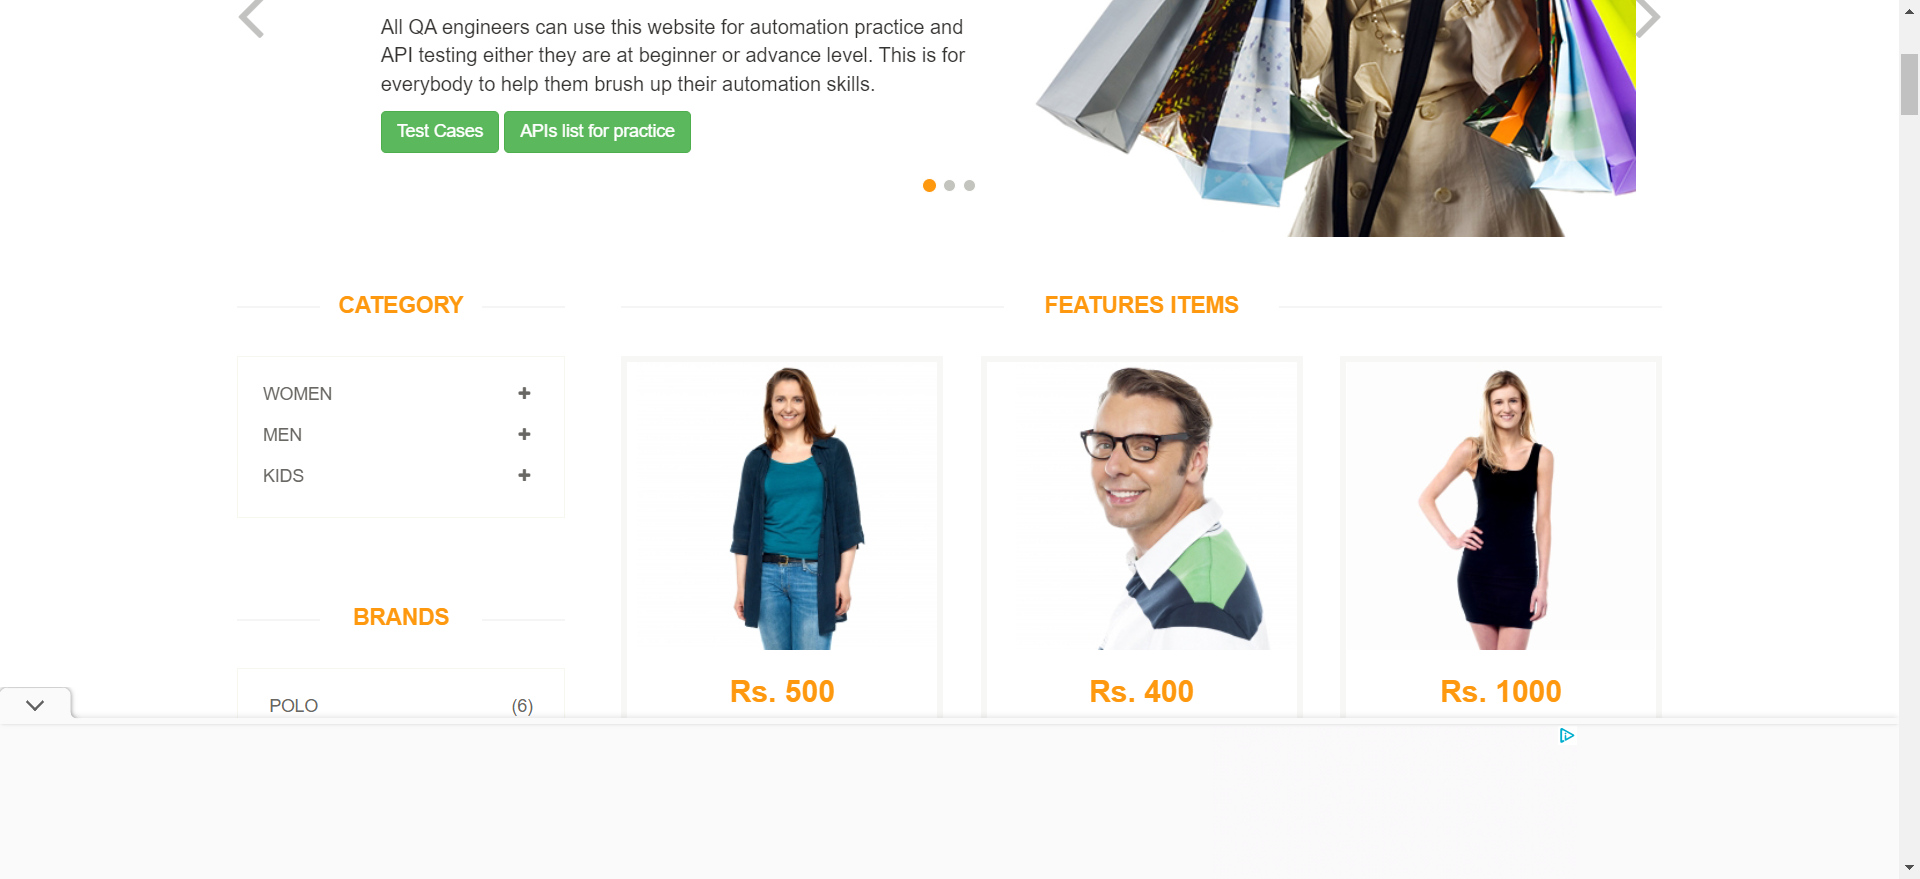 All QA engineers can use this website for automation practice and
API testing either they are at beginner or advance level. This is for
everybody to help them brush up their automation skills.
Test Cases
APIs list for practice
CATEGORY
WOMEN
MEN
KIDS
BRANDS
POLO (6)
FEATURES ITEMS
Rs. 500
Rs. 400
Rs. 1000